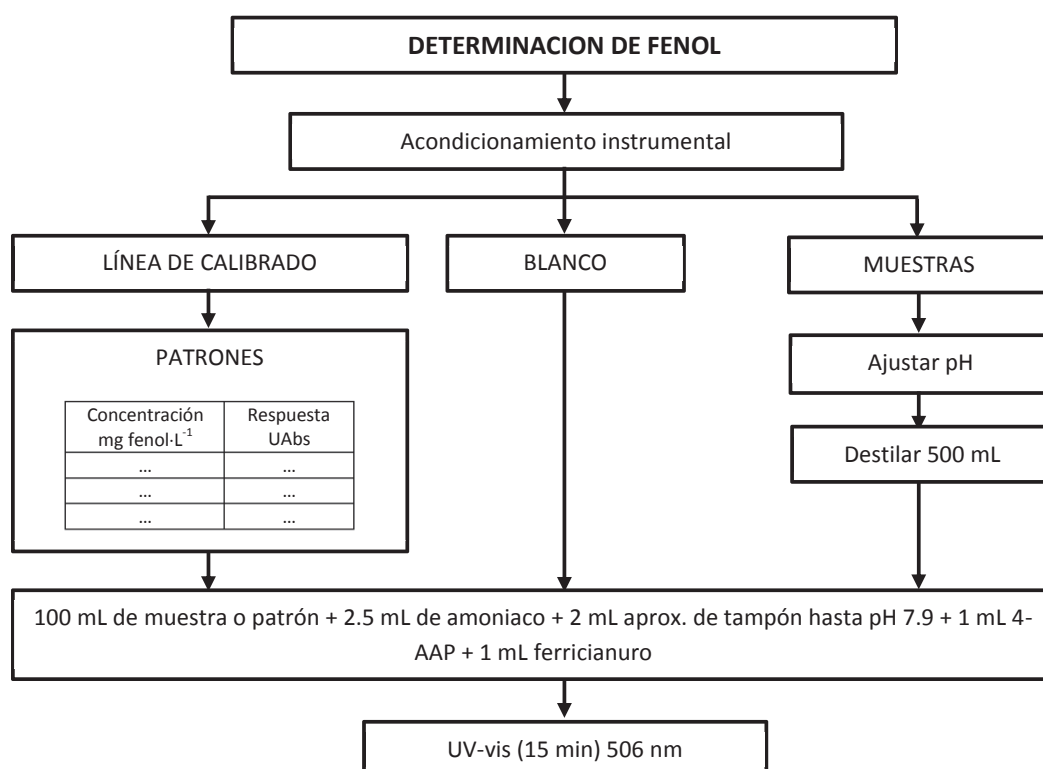 DETERMINACION DE FENOL
Acondicionamiento instrumental
LÍNEA DE CALIBRADO
BLANCO
MUESTRAS
PATRONES
Concentración
mg fenol·L⁻¹
Respuesta
UAbs
...
...
...
...
...
...
Ajustar pH
Destilar 500 mL
100 mL de muestra o patrón + 2.5 mL de amoniaco + 2 mL aprox. de tampón hasta pH 7.9 + 1 mL 4-
AAP + 1 mL ferricianuro
UV-vis (15 min) 506 nm